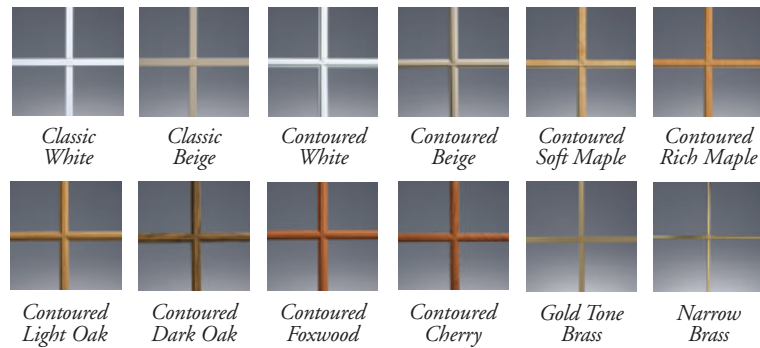 Classic
White
Classic
Beige
Contoured
White
Contoured
Beige
Contoured
Soft Maple
Contoured
Rich Maple
Contoured
Light Oak
Contoured
Dark Oak
Contoured
Foxwood
Contoured
Cherry
Gold Tone
Brass
Narrow
Brass